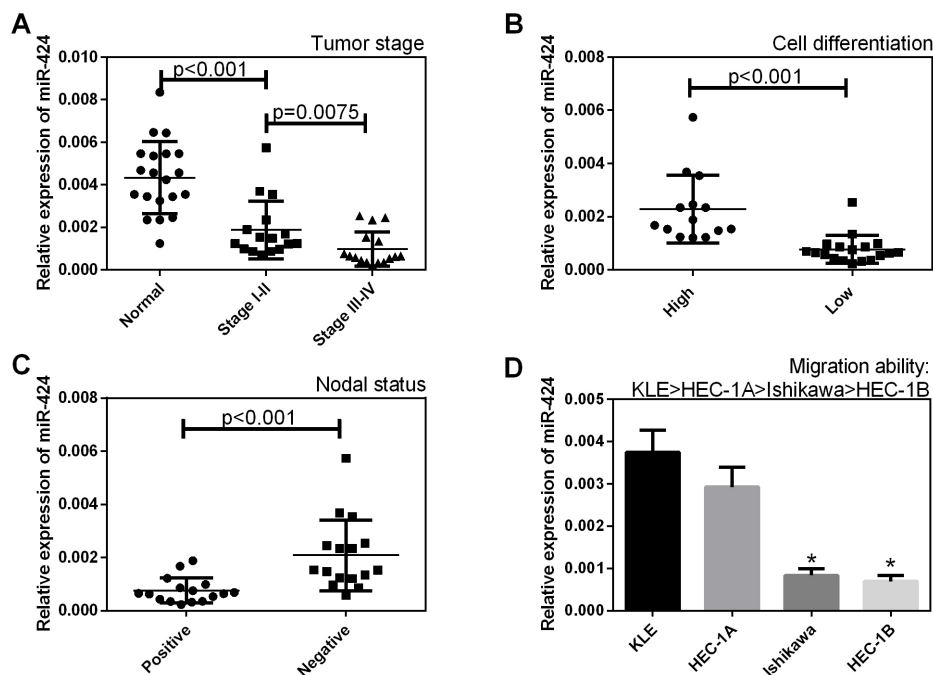 A
Tumor stage
Relative expression of miR-424
0.010
0.008
0.006
0.004
0.002
0.000
p<0.001
p=0.0075
Normal
Stage I-II
Stage III-IV
B
Cell differentiation
Relative expression of miR-424
0.008
0.006
0.004
0.002
0.000
p<0.001
High
Low
C
Nodal status
Relative expression of miR-424
0.008
0.006
0.004
0.002
0.000
p<0.001
Positive
Negative
D
Migration ability:
KLE>HEC-1A>Ishikawa>HEC-1B
Relative expression of miR-424
0.005
0.004
0.003
0.002
0.001
0.000
*
*
KLE
HEC-1A
Ishikawa
HEC-1B